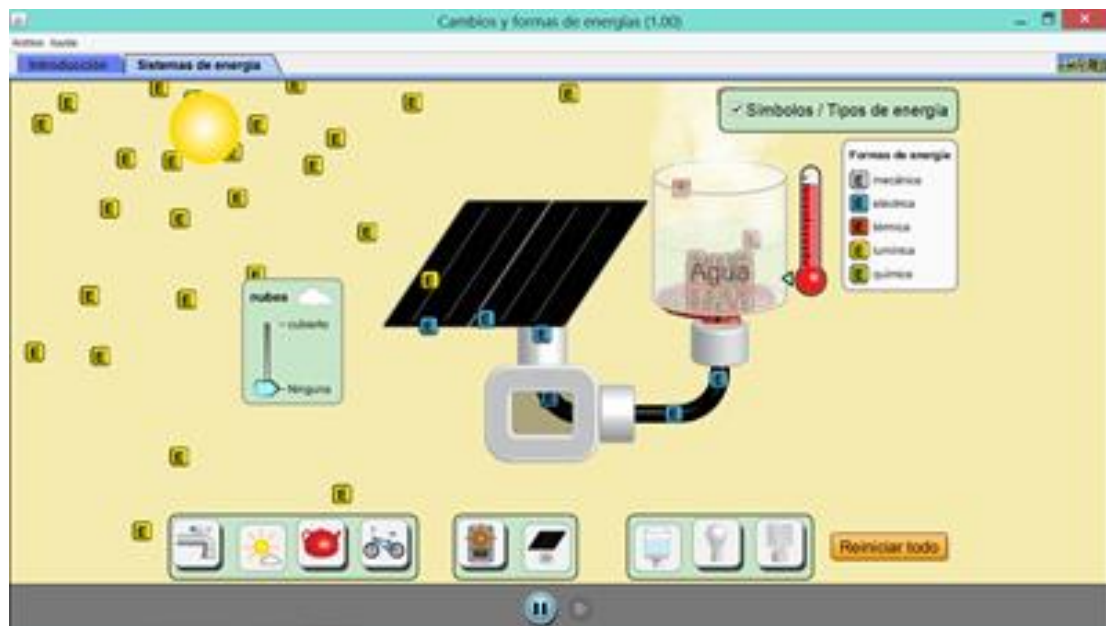 Cambios y formas de energías (1.00)
Archivo Ayuda
Introducción
Sistemas de energía
✓ Símbolos / Tipos de energía
Formas de energía
E mecánica
E eléctrica
E térmica
E lumínica
E química
nubes
cubierto
Ninguna
Agua
Reiniciar todo